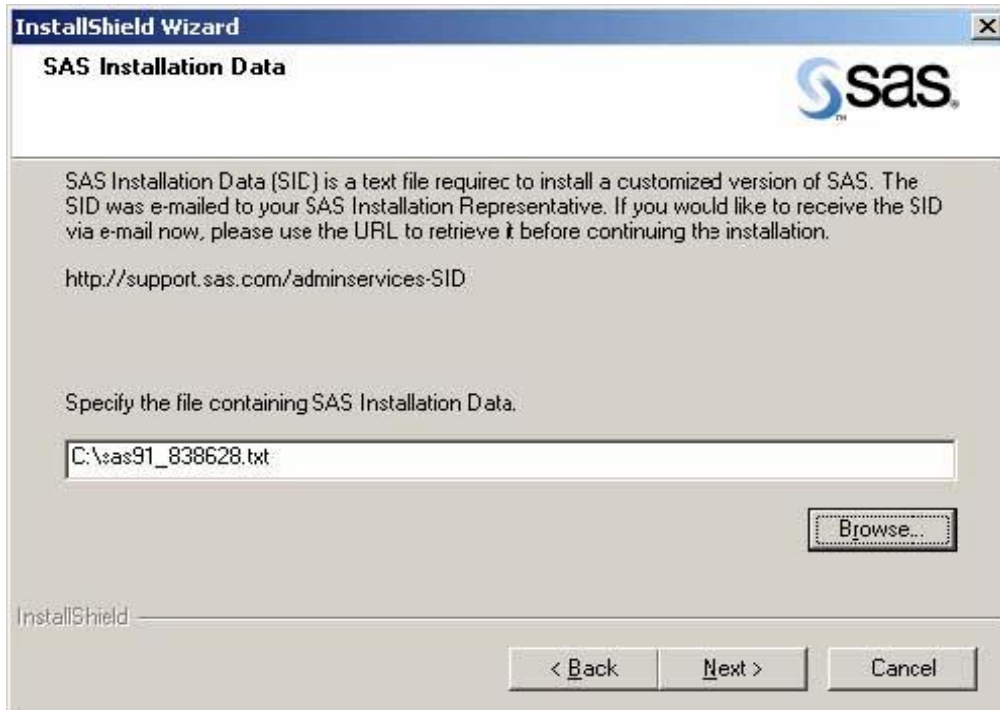 InstallShield Wizard
SAS Installation Data
sas®
TM
SAS Installation Data (SID) is a text file required to install a customized version of SAS. The
SID was e-mailed to your SAS Installation Representative. If you would like to receive the SID
via e-mail now, please use the URL to retrieve it before continuing the installation.
http://support.sas.com/adminservices-SID
Specify the file containing SAS Installation Data.
C:\sas91_838628.txt
Browse...
InstallShield
< Back
Next >
Cancel